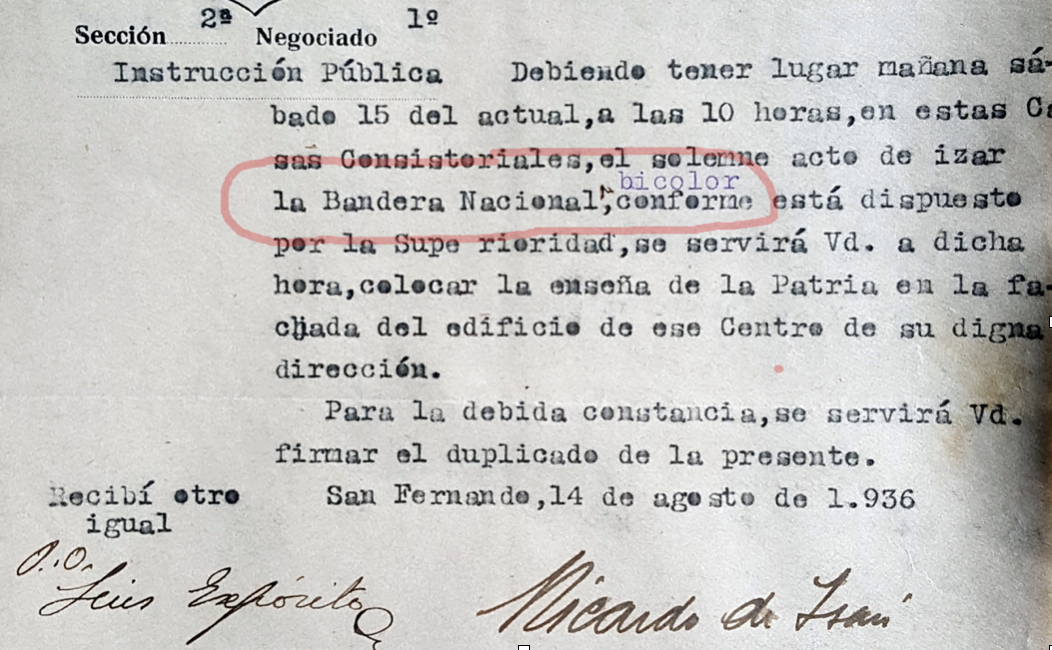 Sección 2ª Negociado 1º
Instrucción Pública Debiendo tener lugar mañana sá-
bado 15 del actual,a las 10 horas,en estas Ca
sas Consistoriales,el solemne acto de izar
bicolor
la Bandera Nacional,conforme está dispuesto
por la Supe rioridad,se servirá Vd. a dicha
hora,colocar la enseña de la Patria en la fa-
chada del edificio de ese Centro de su digna
dirección.
Para la debida constancia,se servirá Vd.
firmar el duplicado de la presente.
Recibí otro San Fernando,14 de agosto de 1.936
igual
P.O.
Luis Expósito Ricardo de Isasi